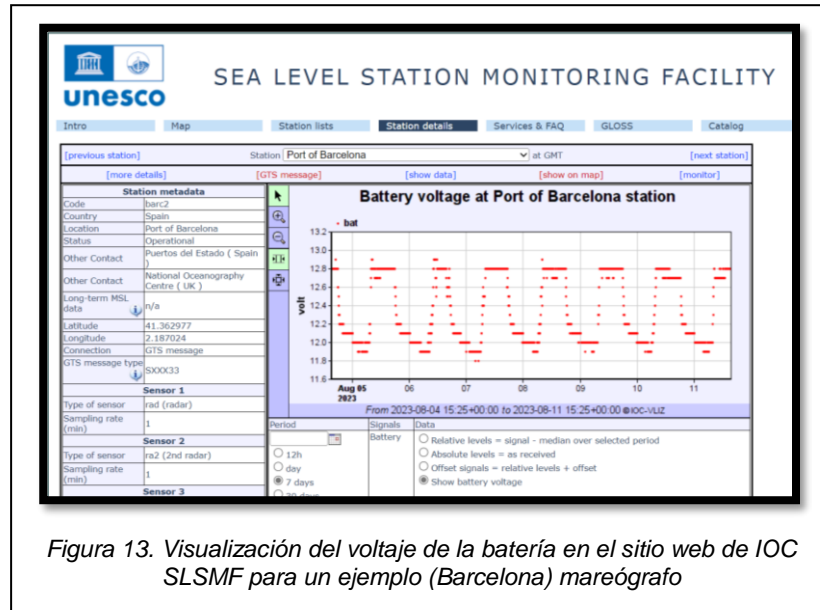 unesco
SEA LEVEL STATION MONITORING FACILITY
Intro Map Station lists Station details Services & FAQ GLOSS Catalog
[previous station] Station Port of Barcelona at GMT [next station]
[more details] [GTS message] [show data] [show on map] [monitor]
Station metadata
Code barc2
Country Spain
Location Port of Barcelona
Status Operational
Other Contact Puertos del Estado ( Spain
)
Other Contact National Oceanography
Centre ( UK )
Long-term MSL
data n/a
Latitude 41.362977
Longitude 2.187024
Connection GTS message
GTS message type SXXX33
Sensor 1
Type of sensor rad (radar)
Sampling rate
(min) 1
Sensor 2
Type of sensor ra2 (2nd radar)
Sampling rate
(min) 1
Sensor 3
Battery voltage at Port of Barcelona station
bat
13.2
13.0
12.8
12.6
12.4
12.2
12.0
11.8
11.6
volt
Aug 05 06 07 08 09 10 11
2023
From 2023-08-04 15:25+00:00 to 2023-08-11 15:25+00:00 ©IOC-VLIZ
Period Signals Data
Battery
12h
day
7 days
30 days
Relative levels = signal - median over selected period
Absolute levels = as received
Offset signals = relative levels + offset
Show battery voltage
Figura 13. Visualización del voltaje de la batería en el sitio web de IOC
SLSMF para un ejemplo (Barcelona) mareógrafo